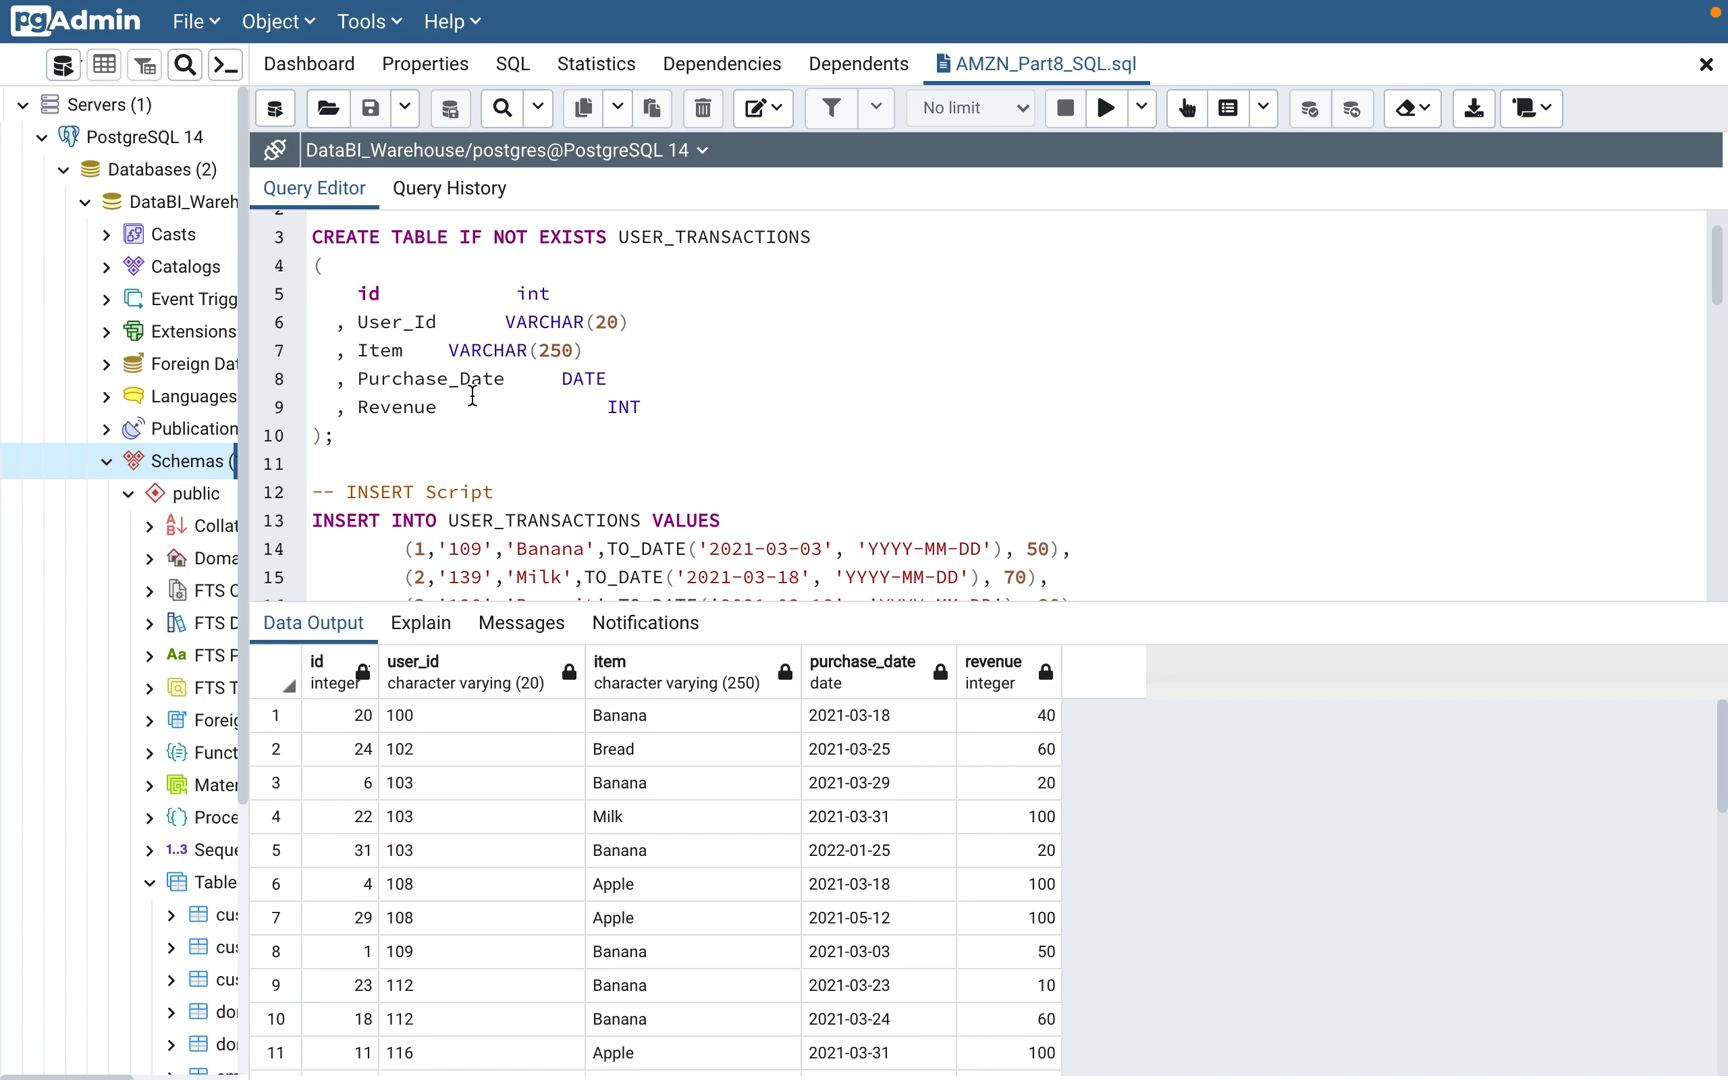 pgAdmin File Object Tools Help
Dashboard Properties SQL Statistics Dependencies Dependents AMZN_Part8_SQL.sql
No limit
DataBI_Warehouse/postgres@PostgreSQL 14
Query Editor Query History
Servers (1)
PostgreSQL 14
Databases (2)
DataBI_Wareh
Casts
Catalogs
Event Trigg
Extensions
Foreign Dat
Languages
Publication
Schemas (
public
Collat
Doma
FTS C
FTS D
Aa FTS P
FTS T
Foreig
Funct
Mater
Proce
1..3 Seque
Table
cus
cus
cus
dor
dor
2
3 CREATE TABLE IF NOT EXISTS USER_TRANSACTIONS
4 (
5 id int
6 , User_Id VARCHAR(20)
7 , Item VARCHAR(250)
8 , Purchase_Date DATE
9 , Revenue INT
10 );
11
12 -- INSERT Script
13 INSERT INTO USER_TRANSACTIONS VALUES
14 (1,'109','Banana',TO_DATE('2021-03-03', 'YYYY-MM-DD'), 50),
15 (2,'139','Milk',TO_DATE('2021-03-18', 'YYYY-MM-DD'), 70),
Data Output Explain Messages Notifications
id user_id item purchase_date revenue
integer character varying (20) character varying (250) date integer
1 20 100 Banana 2021-03-18 40
2 24 102 Bread 2021-03-25 60
3 6 103 Banana 2021-03-29 20
4 22 103 Milk 2021-03-31 100
5 31 103 Banana 2022-01-25 20
6 4 108 Apple 2021-03-18 100
7 29 108 Apple 2021-05-12 100
8 1 109 Banana 2021-03-03 50
9 23 112 Banana 2021-03-23 10
10 18 112 Banana 2021-03-24 60
11 11 116 Apple 2021-03-31 100